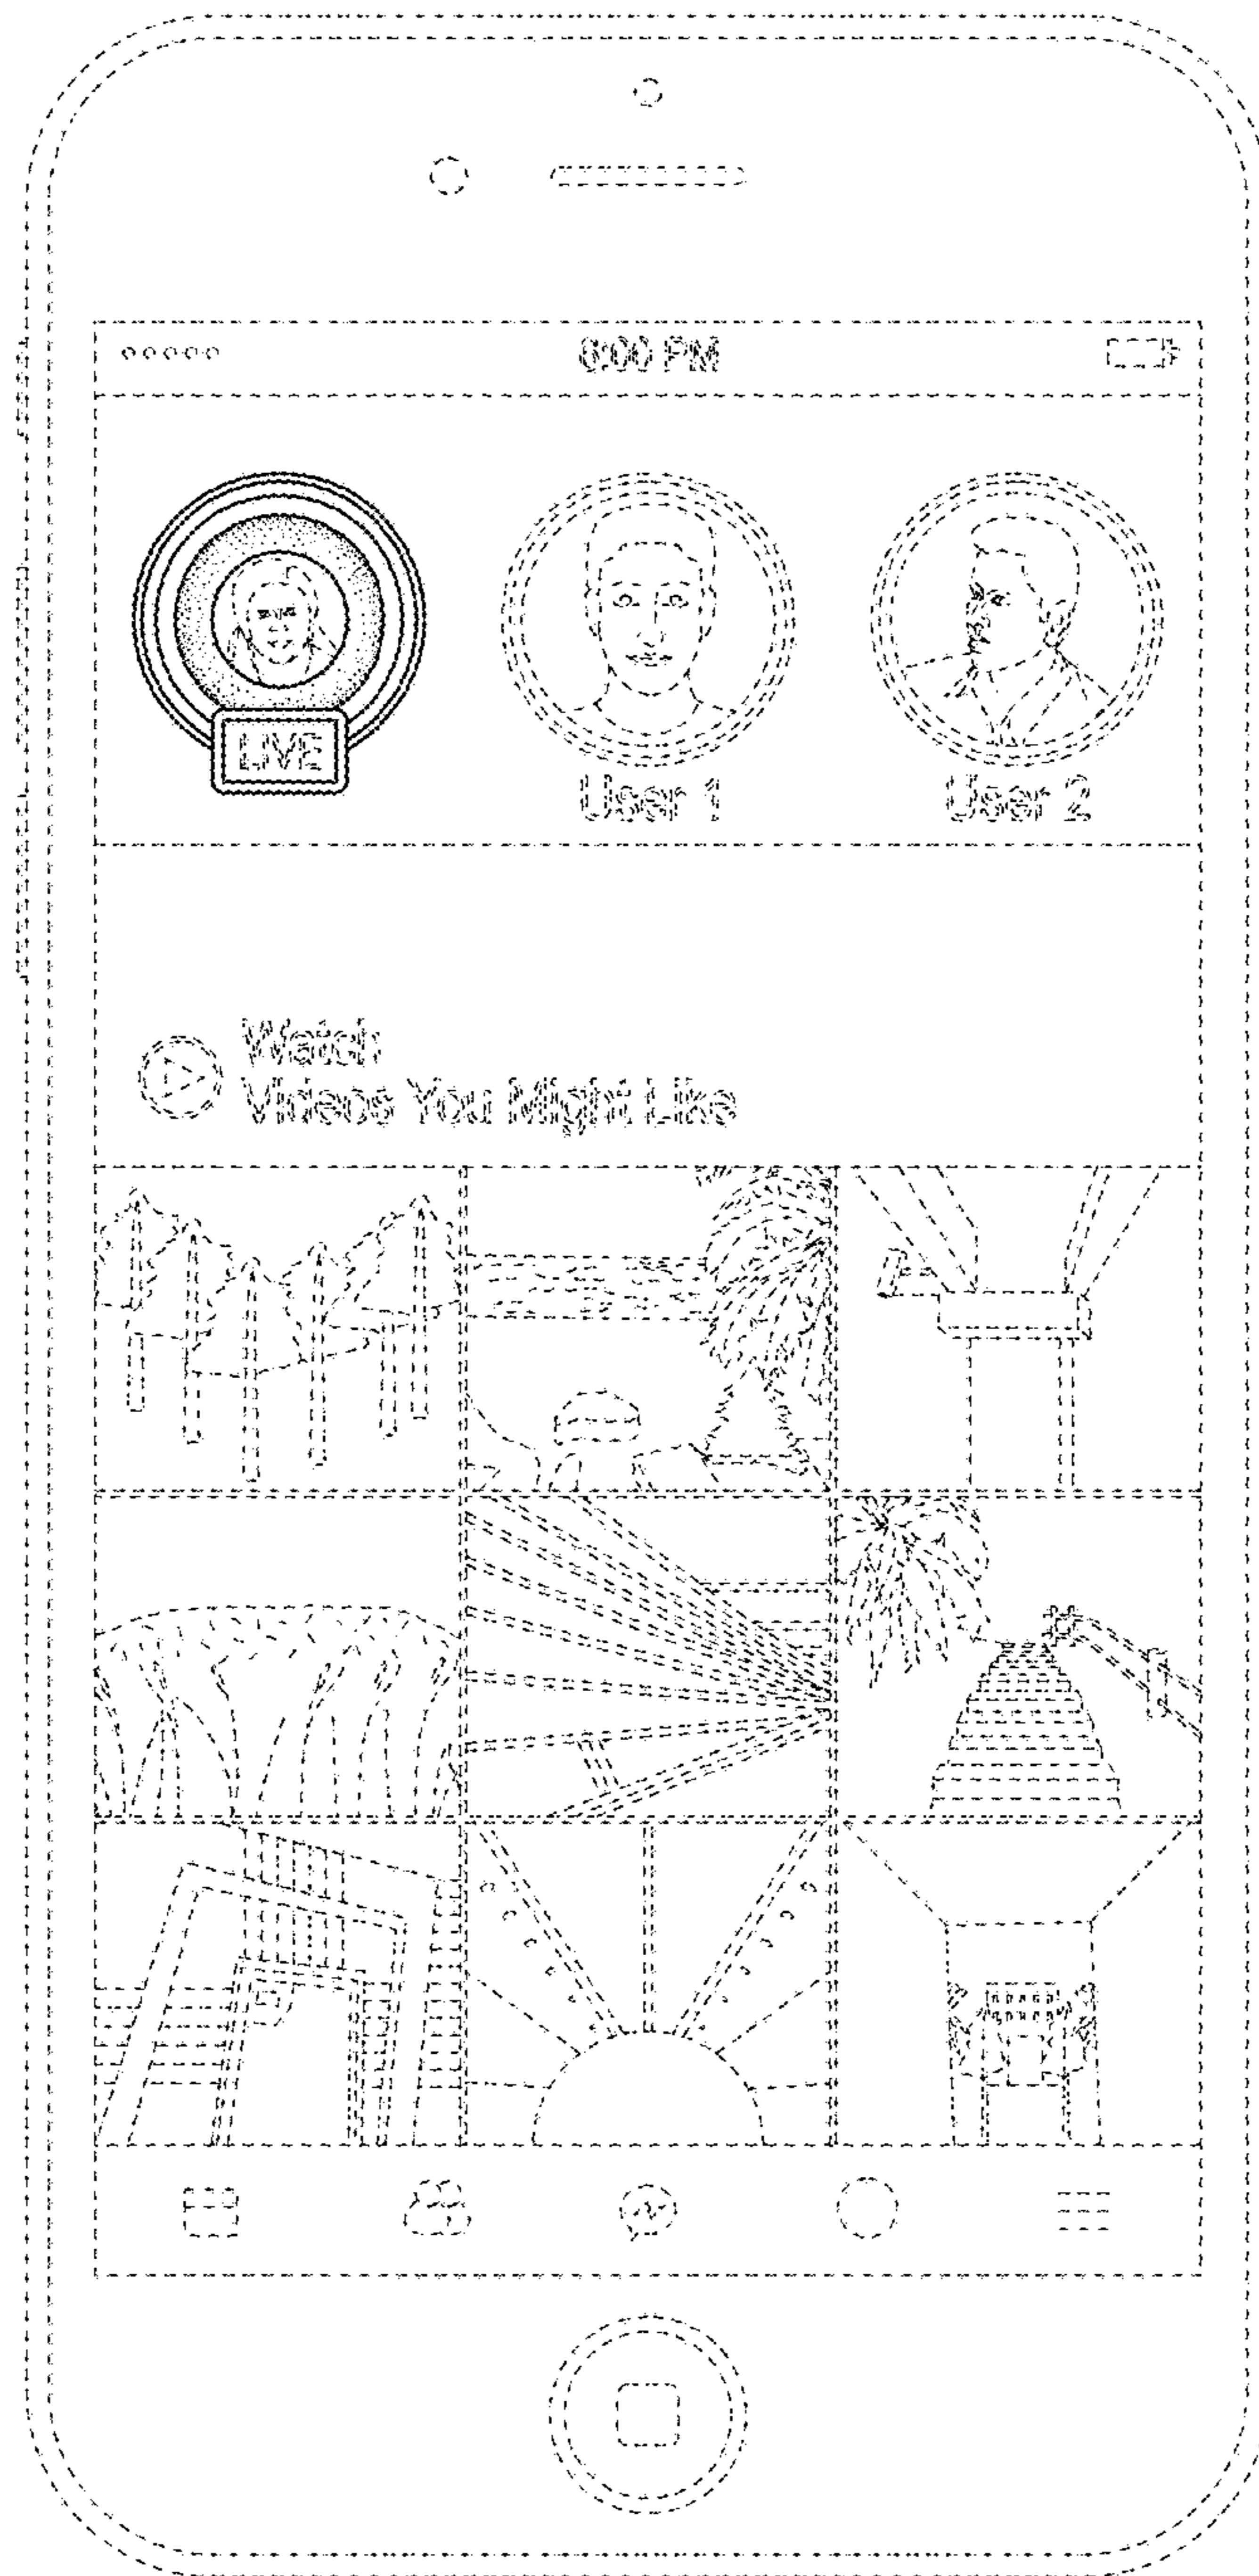 6:00 PM
LIVE
User 1
User 2
Watch
Videos You Might Like